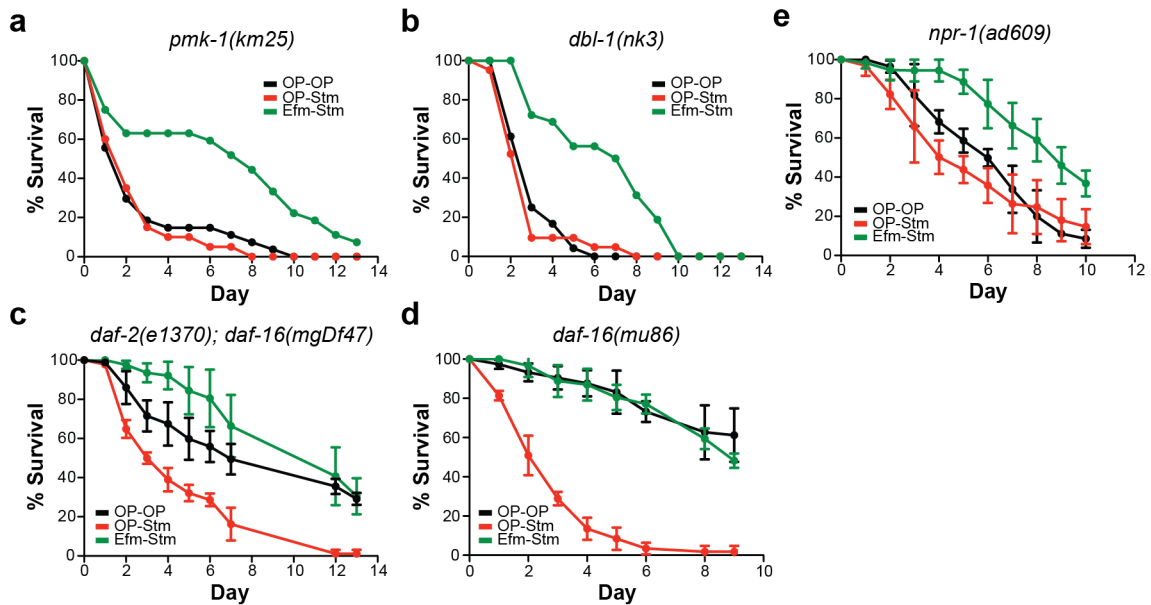 a
pmk-1(km25)
% Survival
100
80
60
40
20
0
OP-OP
OP-Stm
Efm-Stm
0 2 4 6 8 10 12 14
Day
b
dbl-1(nk3)
% Survival
100
80
60
40
20
0
OP-OP
OP-Stm
Efm-Stm
0 2 4 6 8 10 12 14
Day
e
npr-1(ad609)
% Survival
100
80
60
40
20
0
OP-OP
OP-Stm
Efm-Stm
0 2 4 6 8 10 12
Day
c
daf-2(e1370); daf-16(mgDf47)
% Survival
100
80
60
40
20
0
OP-OP
OP-Stm
Efm-Stm
0 2 4 6 8 10 12 14
Day
d
daf-16(mu86)
% Survival
100
80
60
40
20
0
OP-OP
OP-Stm
Efm-Stm
0 2 4 6 8 10
Day